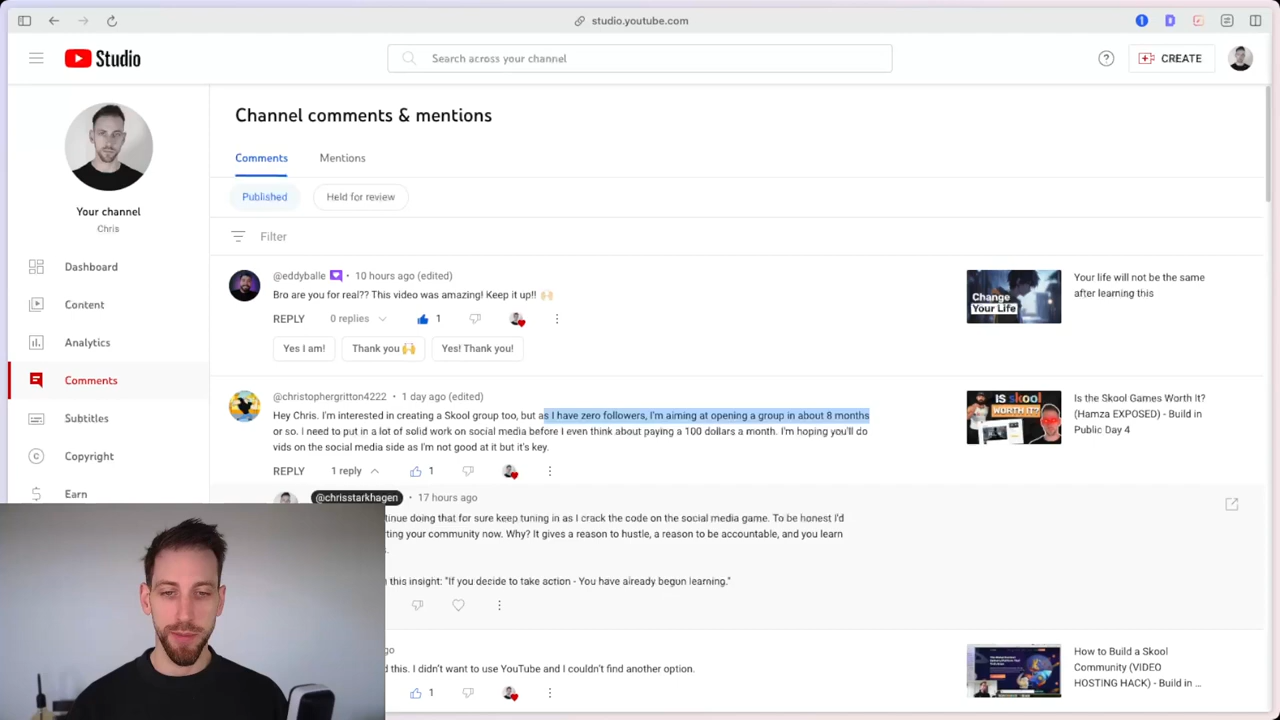 studio.youtube.com
Studio
Search across your channel
CREATE
Channel comments & mentions
Comments
Mentions
Published
Held for review
Your channel
Chris
Filter
Dashboard
Content
Analytics
Comments
Subtitles
Copyright
Earn
@eddyballe • 10 hours ago (edited)
Bro are you for real?? This video was amazing! Keep it up!! 🙌
REPLY
0 replies
1
Yes I am!
Thank you 🙌
Yes! Thank you!
Change
Your Life
Your life will not be the same
after learning this
@christophergritton4222 • 1 day ago (edited)
Hey Chris. I'm interested in creating a Skool group too, but as I have zero followers, I'm aiming at opening a group in about 8 months
or so. I need to put in a lot of solid work on social media before I even think about paying a 100 dollars a month. I'm hoping you'll do
vids on the social media side as I'm not good at it but it's key.
REPLY
1 reply
1
IS skool
WORTH IT?
Is the Skool Games Worth It?
(Hamza EXPOSED) - Build in
Public Day 4
@chrisstarkhagen • 17 hours ago
tinue doing that for sure keep tuning in as I crack the code on the social media game. To be honest I'd
ting your community now. Why? It gives a reason to hustle, a reason to be accountable, and you learn
this insight: "If you decide to take action - You have already begun learning."
go
d this. I didn't want to use YouTube and I couldn't find another option.
1
How to Build a Skool
Community (VIDEO
HOSTING HACK) - Build in ...